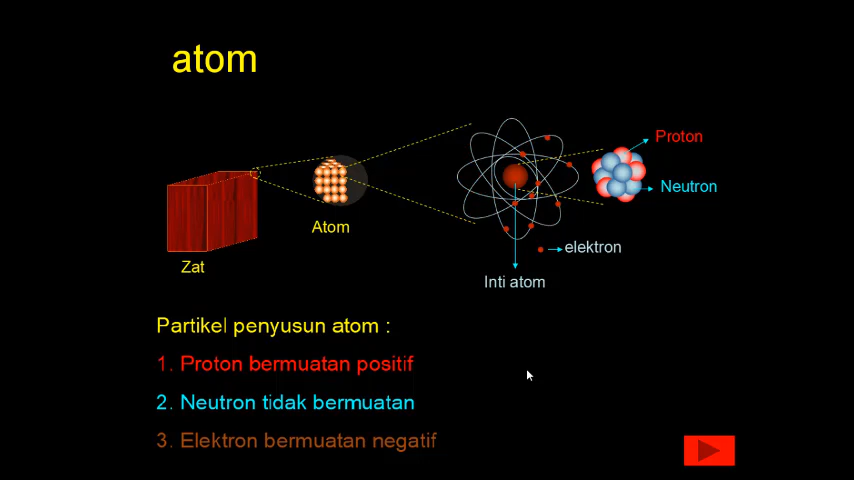 atom
Proton
Neutron
Atom
elektron
Zat
Inti atom
Partikel penyusun atom :
1. Proton bermuatan positif
2. Neutron tidak bermuatan
3. Elektron bermuatan negatif